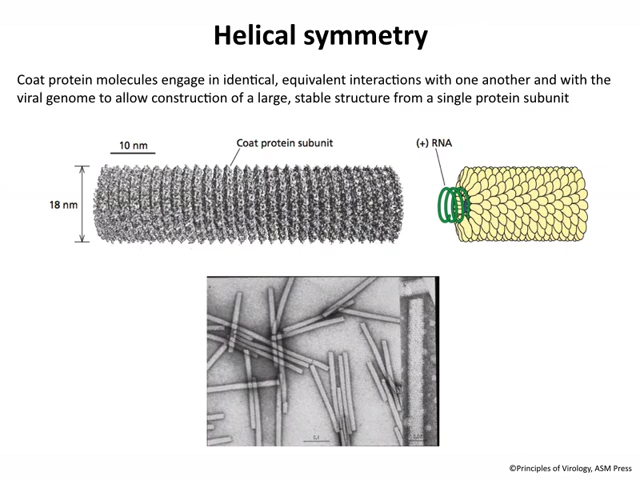 Helical symmetry
Coat protein molecules engage in identical, equivalent interactions with one another and with the
viral genome to allow construction of a large, stable structure from a single protein subunit
10 nm
Coat protein subunit
(+) RNA
18 nm
©Principles of Virology, ASM Press